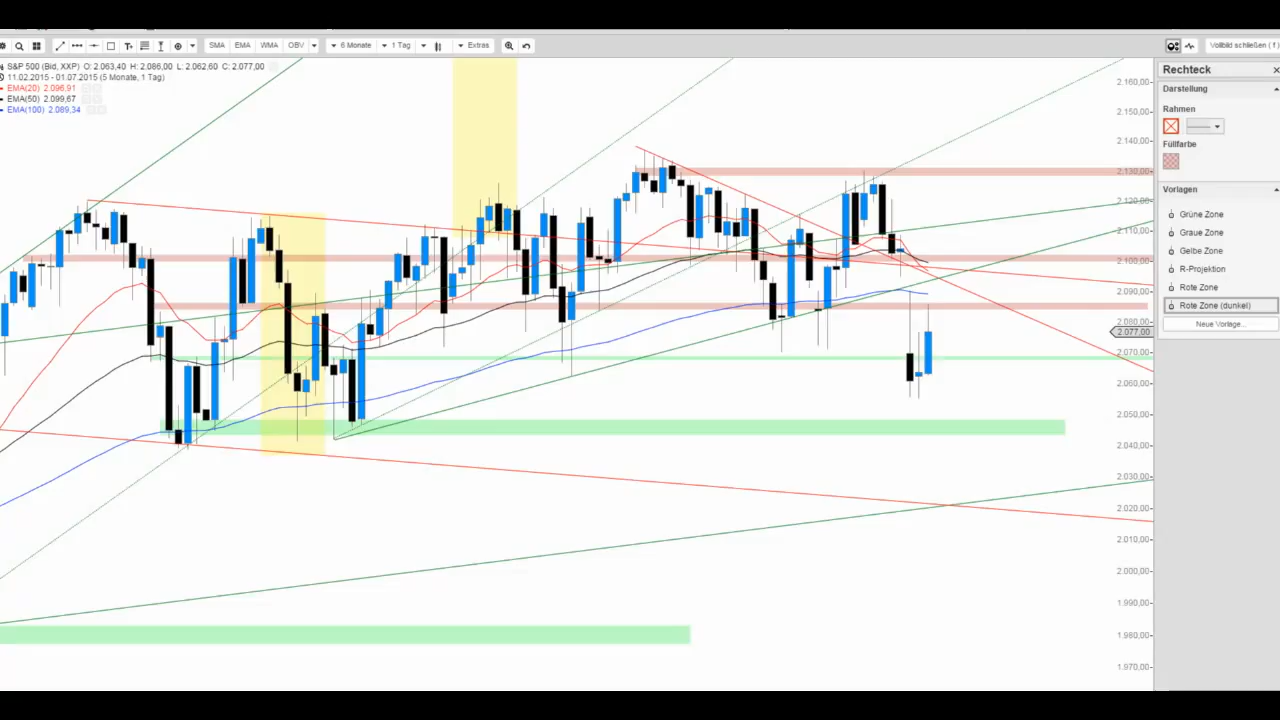 SMA EMA WMA OBV 6 Monate 1 Tag Extras Vollbild schließen ( f )
S&P 500 (Bid, XXP) O: 2.063,40 H: 2.086,00 L: 2.062,60 C: 2.077,00
11.02.2015 - 01.07.2015 (5 Monate, 1 Tag)
EMA(20) 2.096,91
EMA(50) 2.099,67
EMA(100) 2.089,34
2.160,00
2.150,00
2.140,00
2.130,00
2.120,00
2.110,00
2.100,00
2.090,00
2.080,00
2.077,00
2.070,00
2.060,00
2.050,00
2.040,00
2.030,00
2.020,00
2.010,00
2.000,00
1.990,00
1.980,00
1.970,00
Rechteck
Darstellung
Rahmen
Füllfarbe
Vorlagen
Grüne Zone
Graue Zone
Gelbe Zone
R-Projektion
Rote Zone
Rote Zone (dunkel)
Neue Vorlage...